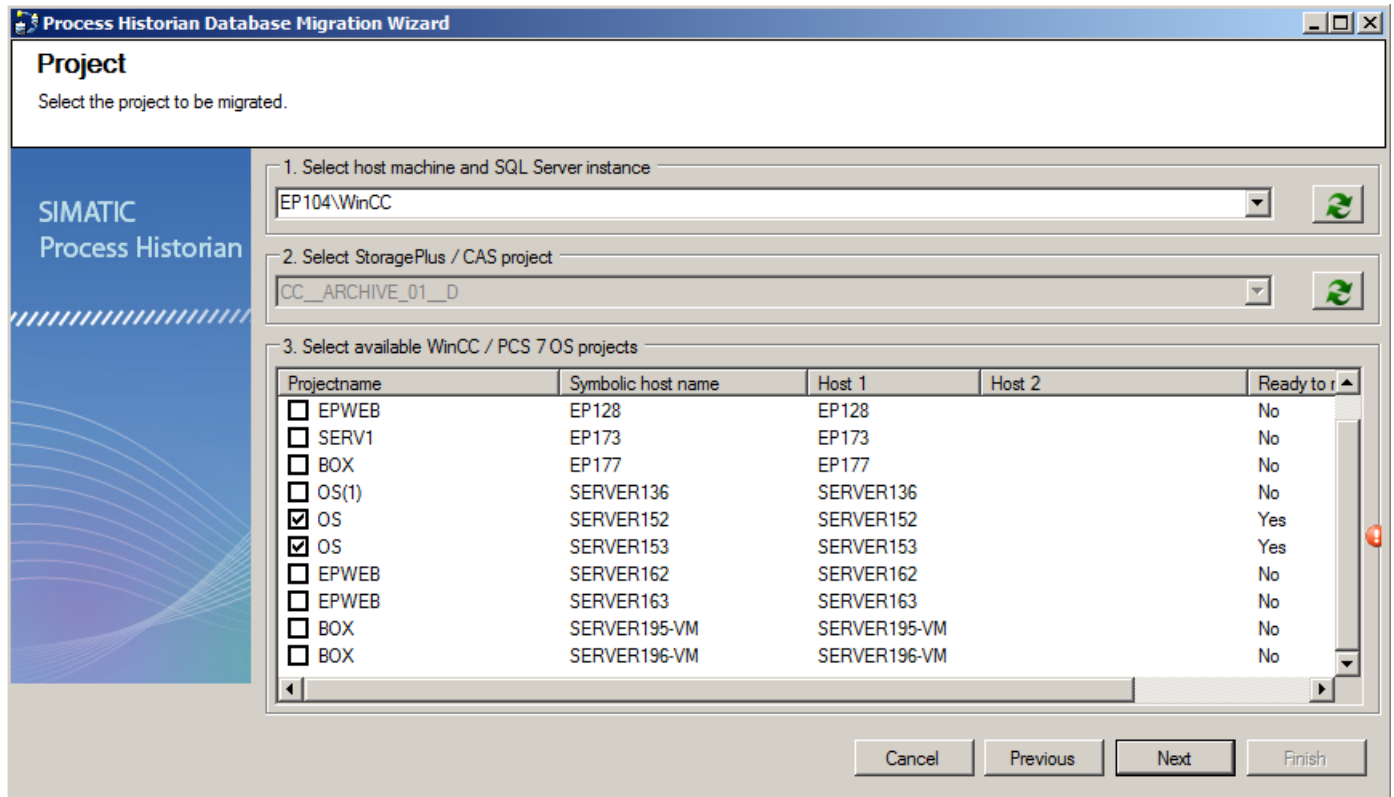 Process Historian Database Migration Wizard
Project
Select the project to be migrated.
SIMATIC
Process Historian
1. Select host machine and SQL Server instance
EP104\WinCC
2. Select StoragePlus / CAS project
CC__ARCHIVE_01__D
3. Select available WinCC / PCS 7 OS projects
Projectname Symbolic host name Host 1 Host 2 Ready to r
EPWEB EP128 EP128 No
SERV1 EP173 EP173 No
BOX EP177 EP177 No
OS(1) SERVER136 SERVER136 No
OS SERVER152 SERVER152 Yes
OS SERVER153 SERVER153 Yes
EPWEB SERVER162 SERVER162 No
EPWEB SERVER163 SERVER163 No
BOX SERVER195-VM SERVER195-VM No
BOX SERVER196-VM SERVER196-VM No
Cancel Previous Next Finish